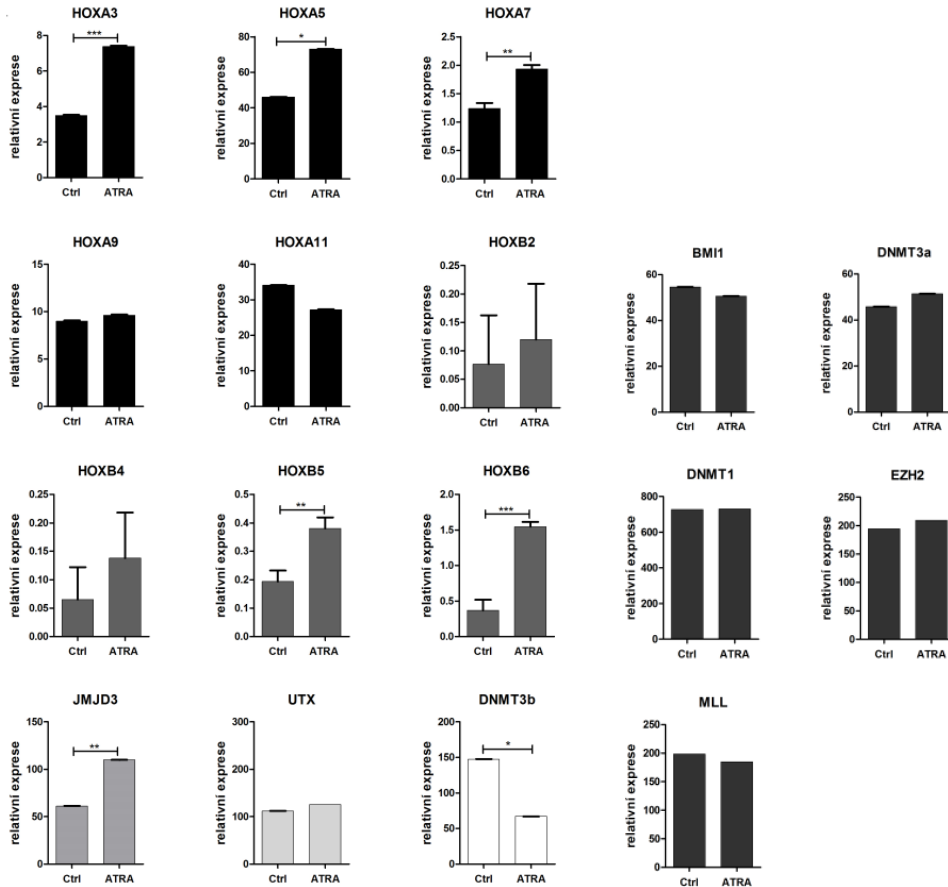 HOXA3
relativní exprese
8
6
4
2
0
***
Ctrl ATRA
HOXA5
relativní exprese
80
60
40
20
0
*
Ctrl ATRA
HOXA7
relativní exprese
2.5
2.0
1.5
1.0
0.5
0.0
**
Ctrl ATRA
HOXA9
relativní exprese
15
10
5
0
Ctrl ATRA
HOXA11
relativní exprese
40
30
20
10
0
Ctrl ATRA
HOXB2
relativní exprese
0.25
0.20
0.15
0.10
0.05
0.00
Ctrl ATRA
BMI1
relativní exprese
60
40
20
0
Ctrl ATRA
DNMT3a
relativní exprese
60
40
20
0
Ctrl ATRA
HOXB4
relativní exprese
0.25
0.20
0.15
0.10
0.05
0.00
Ctrl ATRA
HOXB5
relativní exprese
0.5
0.4
0.3
0.2
0.1
0.0
**
Ctrl ATRA
HOXB6
relativní exprese
2.0
1.5
1.0
0.5
0.0
***
Ctrl ATRA
DNMT1
relativní exprese
800
600
400
200
0
Ctrl ATRA
EZH2
relativní exprese
250
200
150
100
50
0
Ctrl ATRA
JMJD3
relativní exprese
150
100
50
0
**
Ctrl ATRA
UTX
relativní exprese
300
200
100
0
Ctrl ATRA
DNMT3b
relativní exprese
200
150
100
50
0
*
Ctrl ATRA
MLL
relativní exprese
250
200
150
100
50
0
Ctrl ATRA